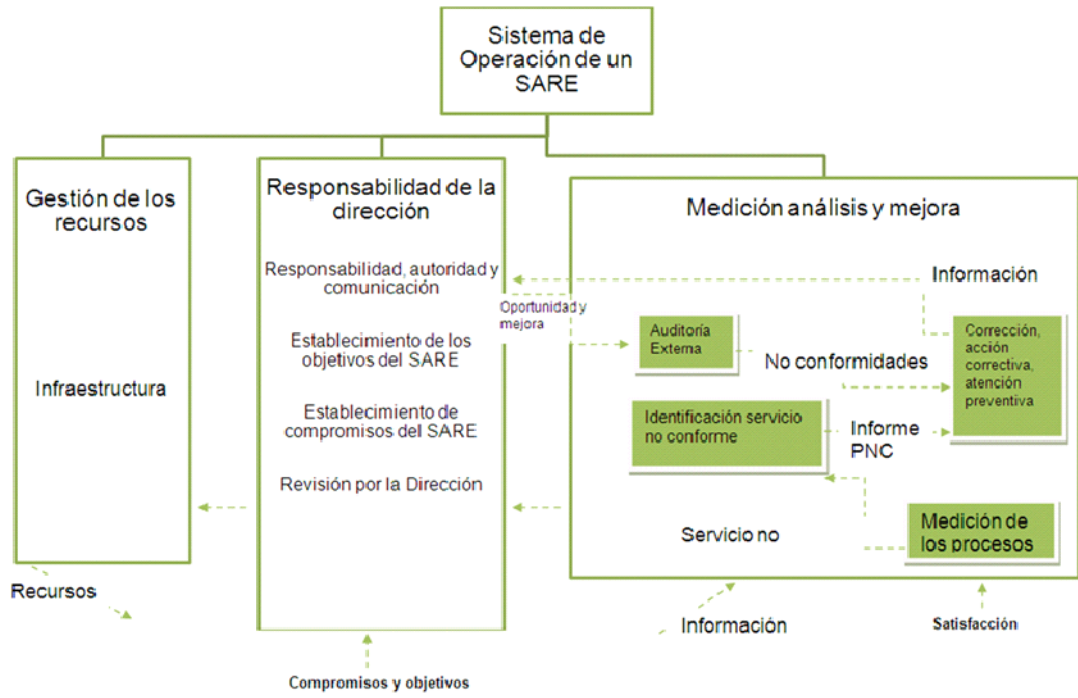 Sistema de
Operación de un
SARE
Gestión de los
recursos
Infraestructura
Responsabilidad de la
dirección
Responsabilidad, autoridad y
comunicación
Establecimiento de los
objetivos del SARE
Establecimiento de
compromisos del SARE
Revisión por la Dirección
Medición análisis y mejora
Información
Oportunidad y
mejora
Auditoría
Externa
No conformidades
Corrección,
acción
correctiva,
atención
preventiva
Identificación servicio
no conforme
Informe
PNC
Servicio no
Medición de
los procesos
Recursos
Información
Satisfacción
Compromisos y objetivos